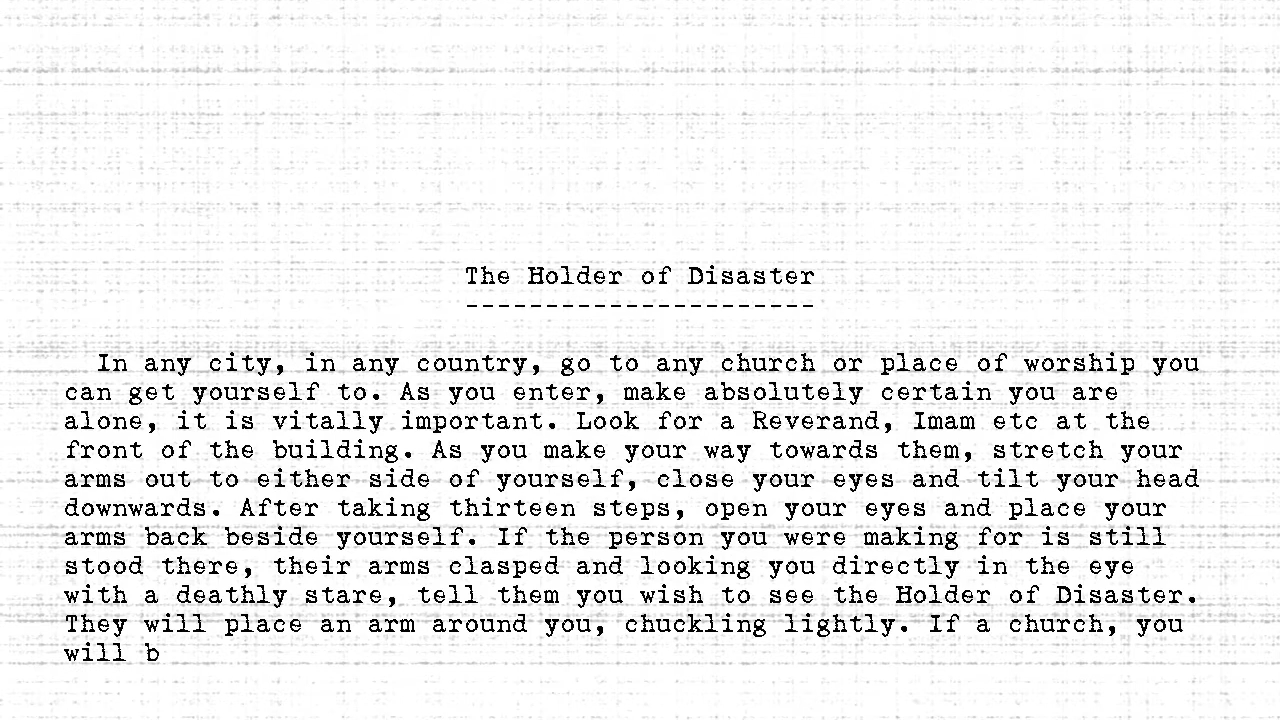 The Holder of Disaster
----------------------
In any city, in any country, go to any church or place of worship you
can get yourself to. As you enter, make absolutely certain you are
alone, it is vitally important. Look for a Reverand, Imam etc at the
front of the building. As you make your way towards them, stretch your
arms out to either side of yourself, close your eyes and tilt your head
downwards. After taking thirteen steps, open your eyes and place your
arms back beside yourself. If the person you were making for is still
stood there, their arms clasped and looking you directly in the eye
with a deathly stare, tell them you wish to see the Holder of Disaster.
They will place an arm around you, chuckling lightly. If a church, you
will b